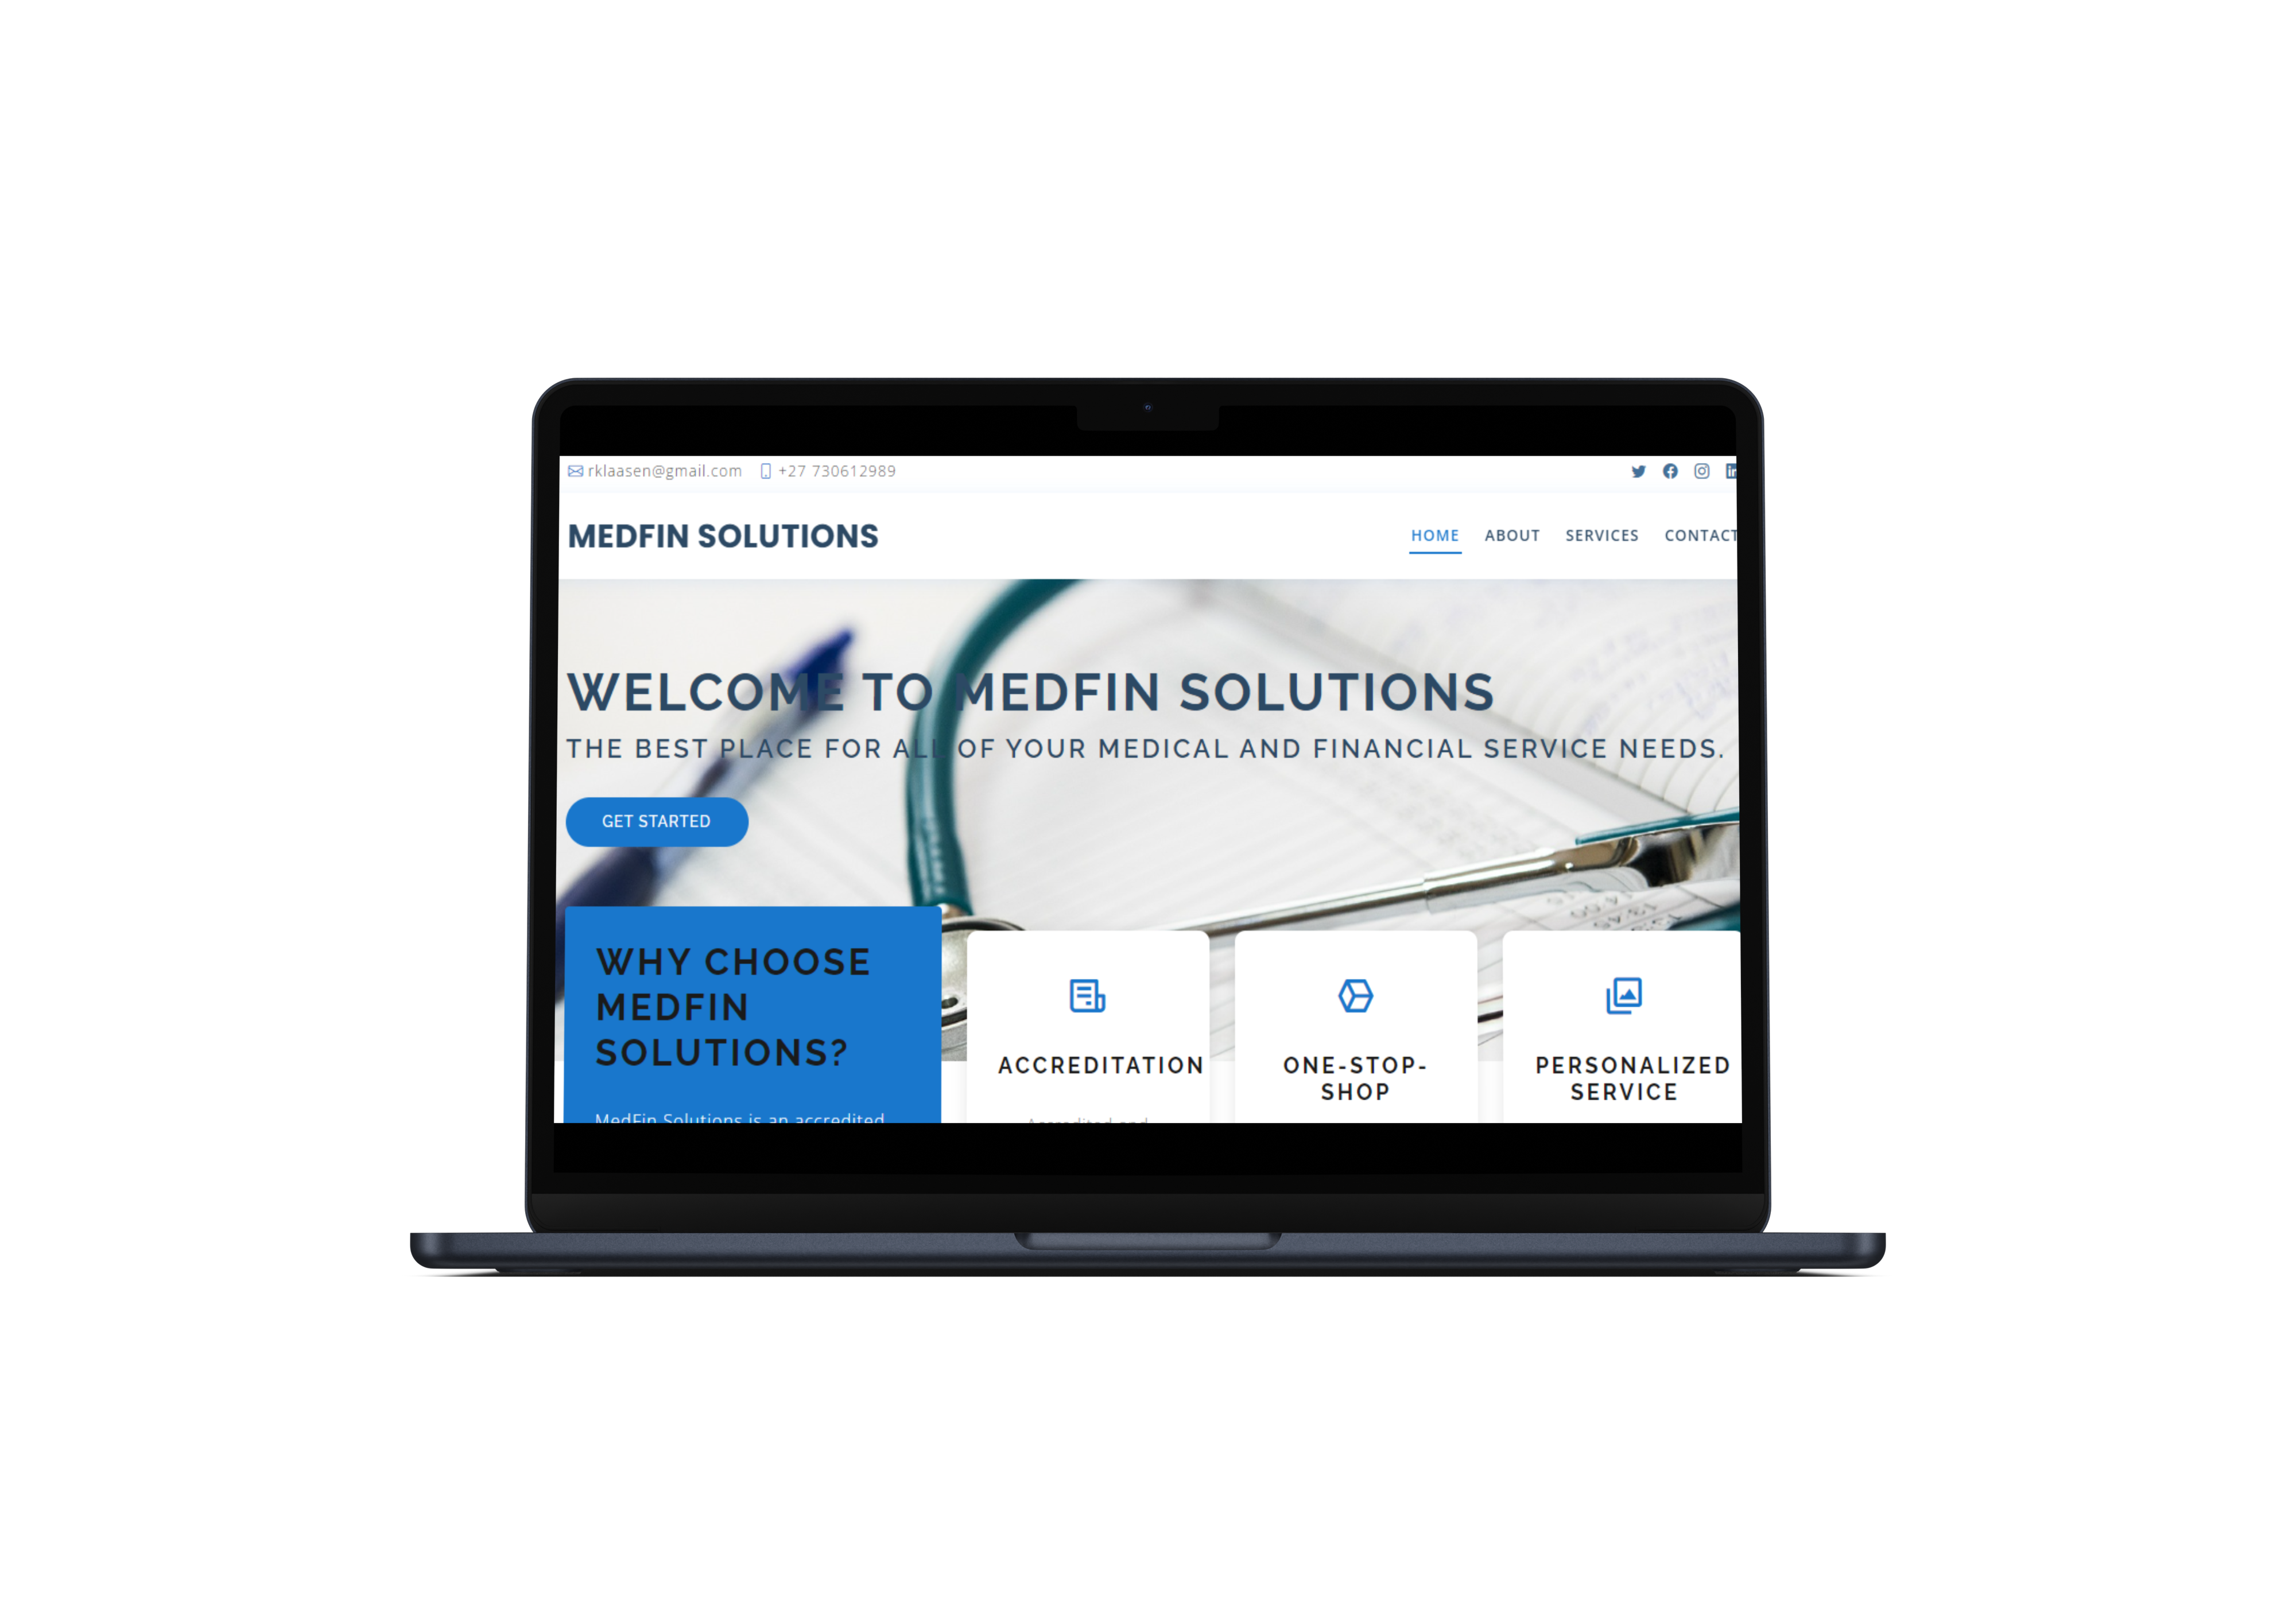 rklaasen@gmail.com +27 730612989
MEDFIN SOLUTIONS
HOME ABOUT SERVICES CONTACT
WELCOME TO MEDFIN SOLUTIONS
THE BEST PLACE FOR ALL OF YOUR MEDICAL AND FINANCIAL SERVICE NEEDS.
GET STARTED
WHY CHOOSE
MEDFIN
SOLUTIONS?
MedFin Solutions is an accredited
ACCREDITATION
Accredited and
ONE-STOP-
SHOP
PERSONALIZED
SERVICE